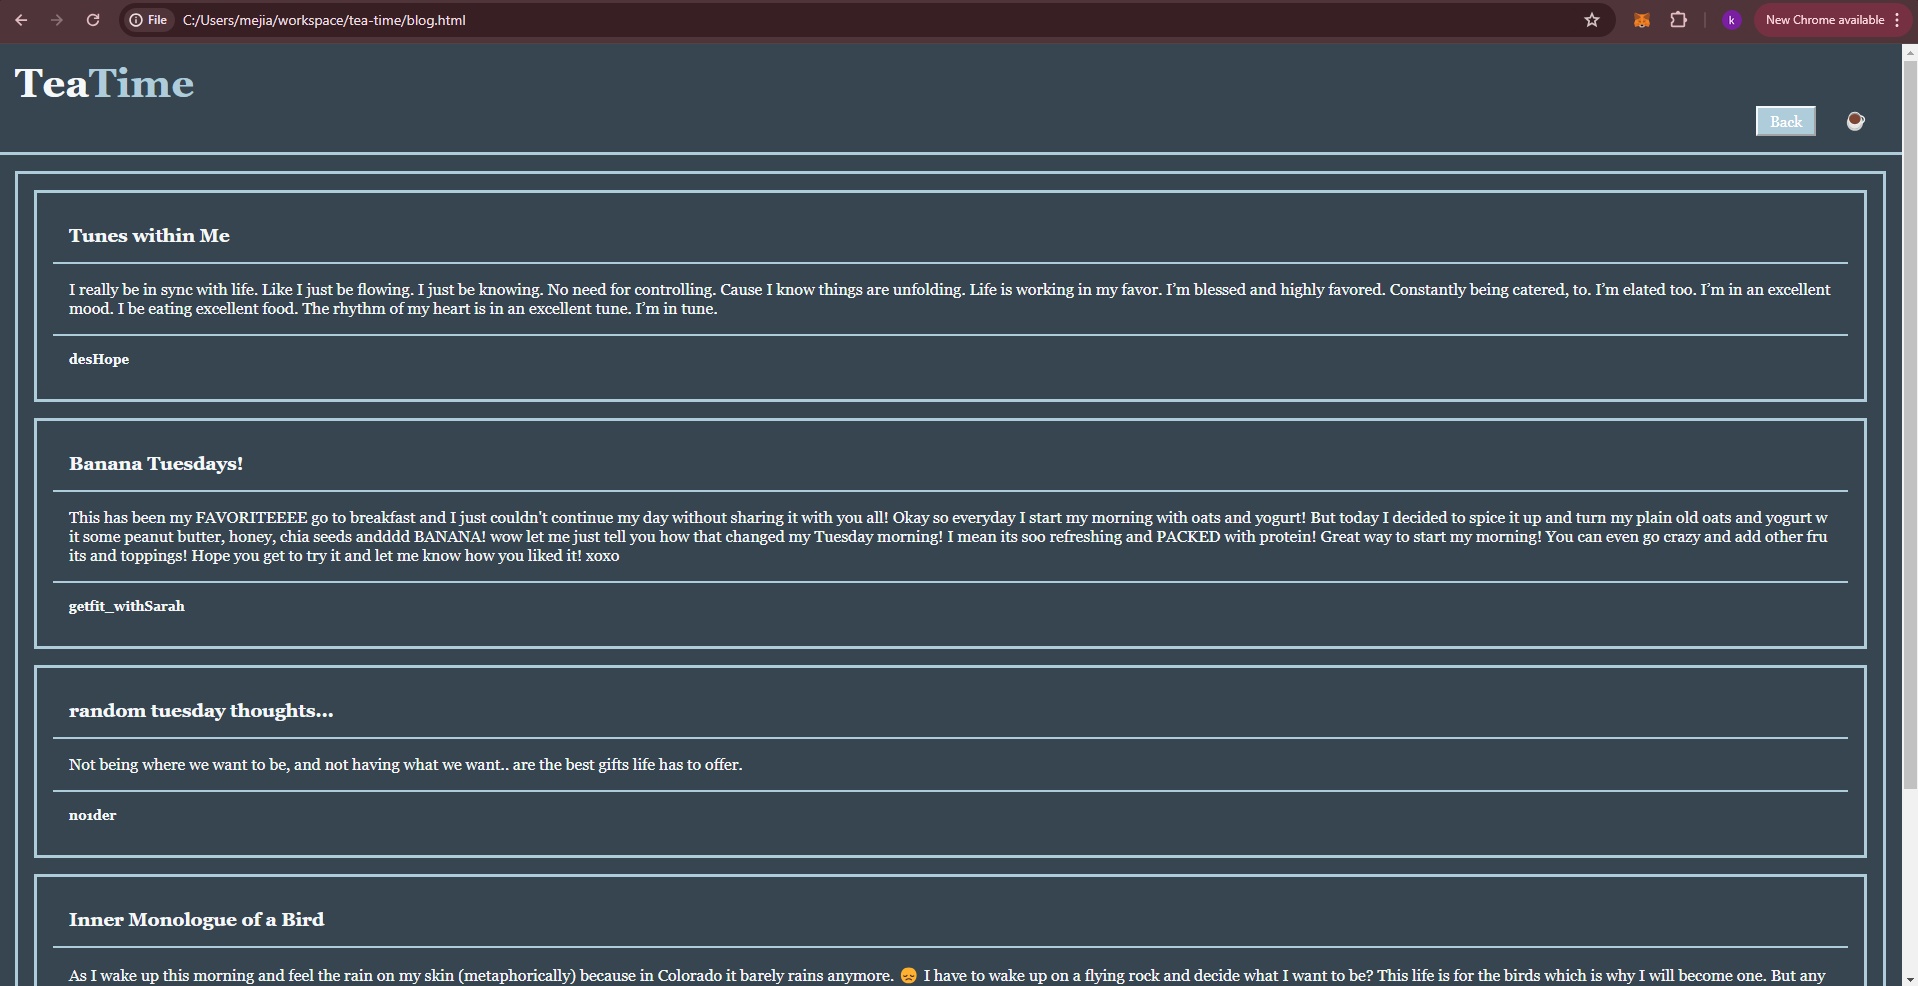 File C:/Users/mejia/workspace/tea-time/blog.html k New Chrome available
TeaTime
Back
Tunes within Me
I really be in sync with life. Like I just be flowing. I just be knowing. No need for controlling. Cause I know things are unfolding. Life is working in my favor. I’m blessed and highly favored. Constantly being catered, to. I’m elated too. I’m in an excellent
mood. I be eating excellent food. The rhythm of my heart is in an excellent tune. I’m in tune.
desHope
Banana Tuesdays!
This has been my FAVORITEEEE go to breakfast and I just couldn't continue my day without sharing it with you all! Okay so everyday I start my morning with oats and yogurt! But today I decided to spice it up and turn my plain old oats and yogurt w
it some peanut butter, honey, chia seeds andddd BANANA! wow let me just tell you how that changed my Tuesday morning! I mean its soo refreshing and PACKED with protein! Great way to start my morning! You can even go crazy and add other fru
its and toppings! Hope you get to try it and let me know how you liked it! xoxo
getfit_withSarah
random tuesday thoughts...
Not being where we want to be, and not having what we want.. are the best gifts life has to offer.
no1der
Inner Monologue of a Bird
As I wake up this morning and feel the rain on my skin (metaphorically) because in Colorado it barely rains anymore. 😞 I have to wake up on a flying rock and decide what I want to be? This life is for the birds which is why I will become one. But any